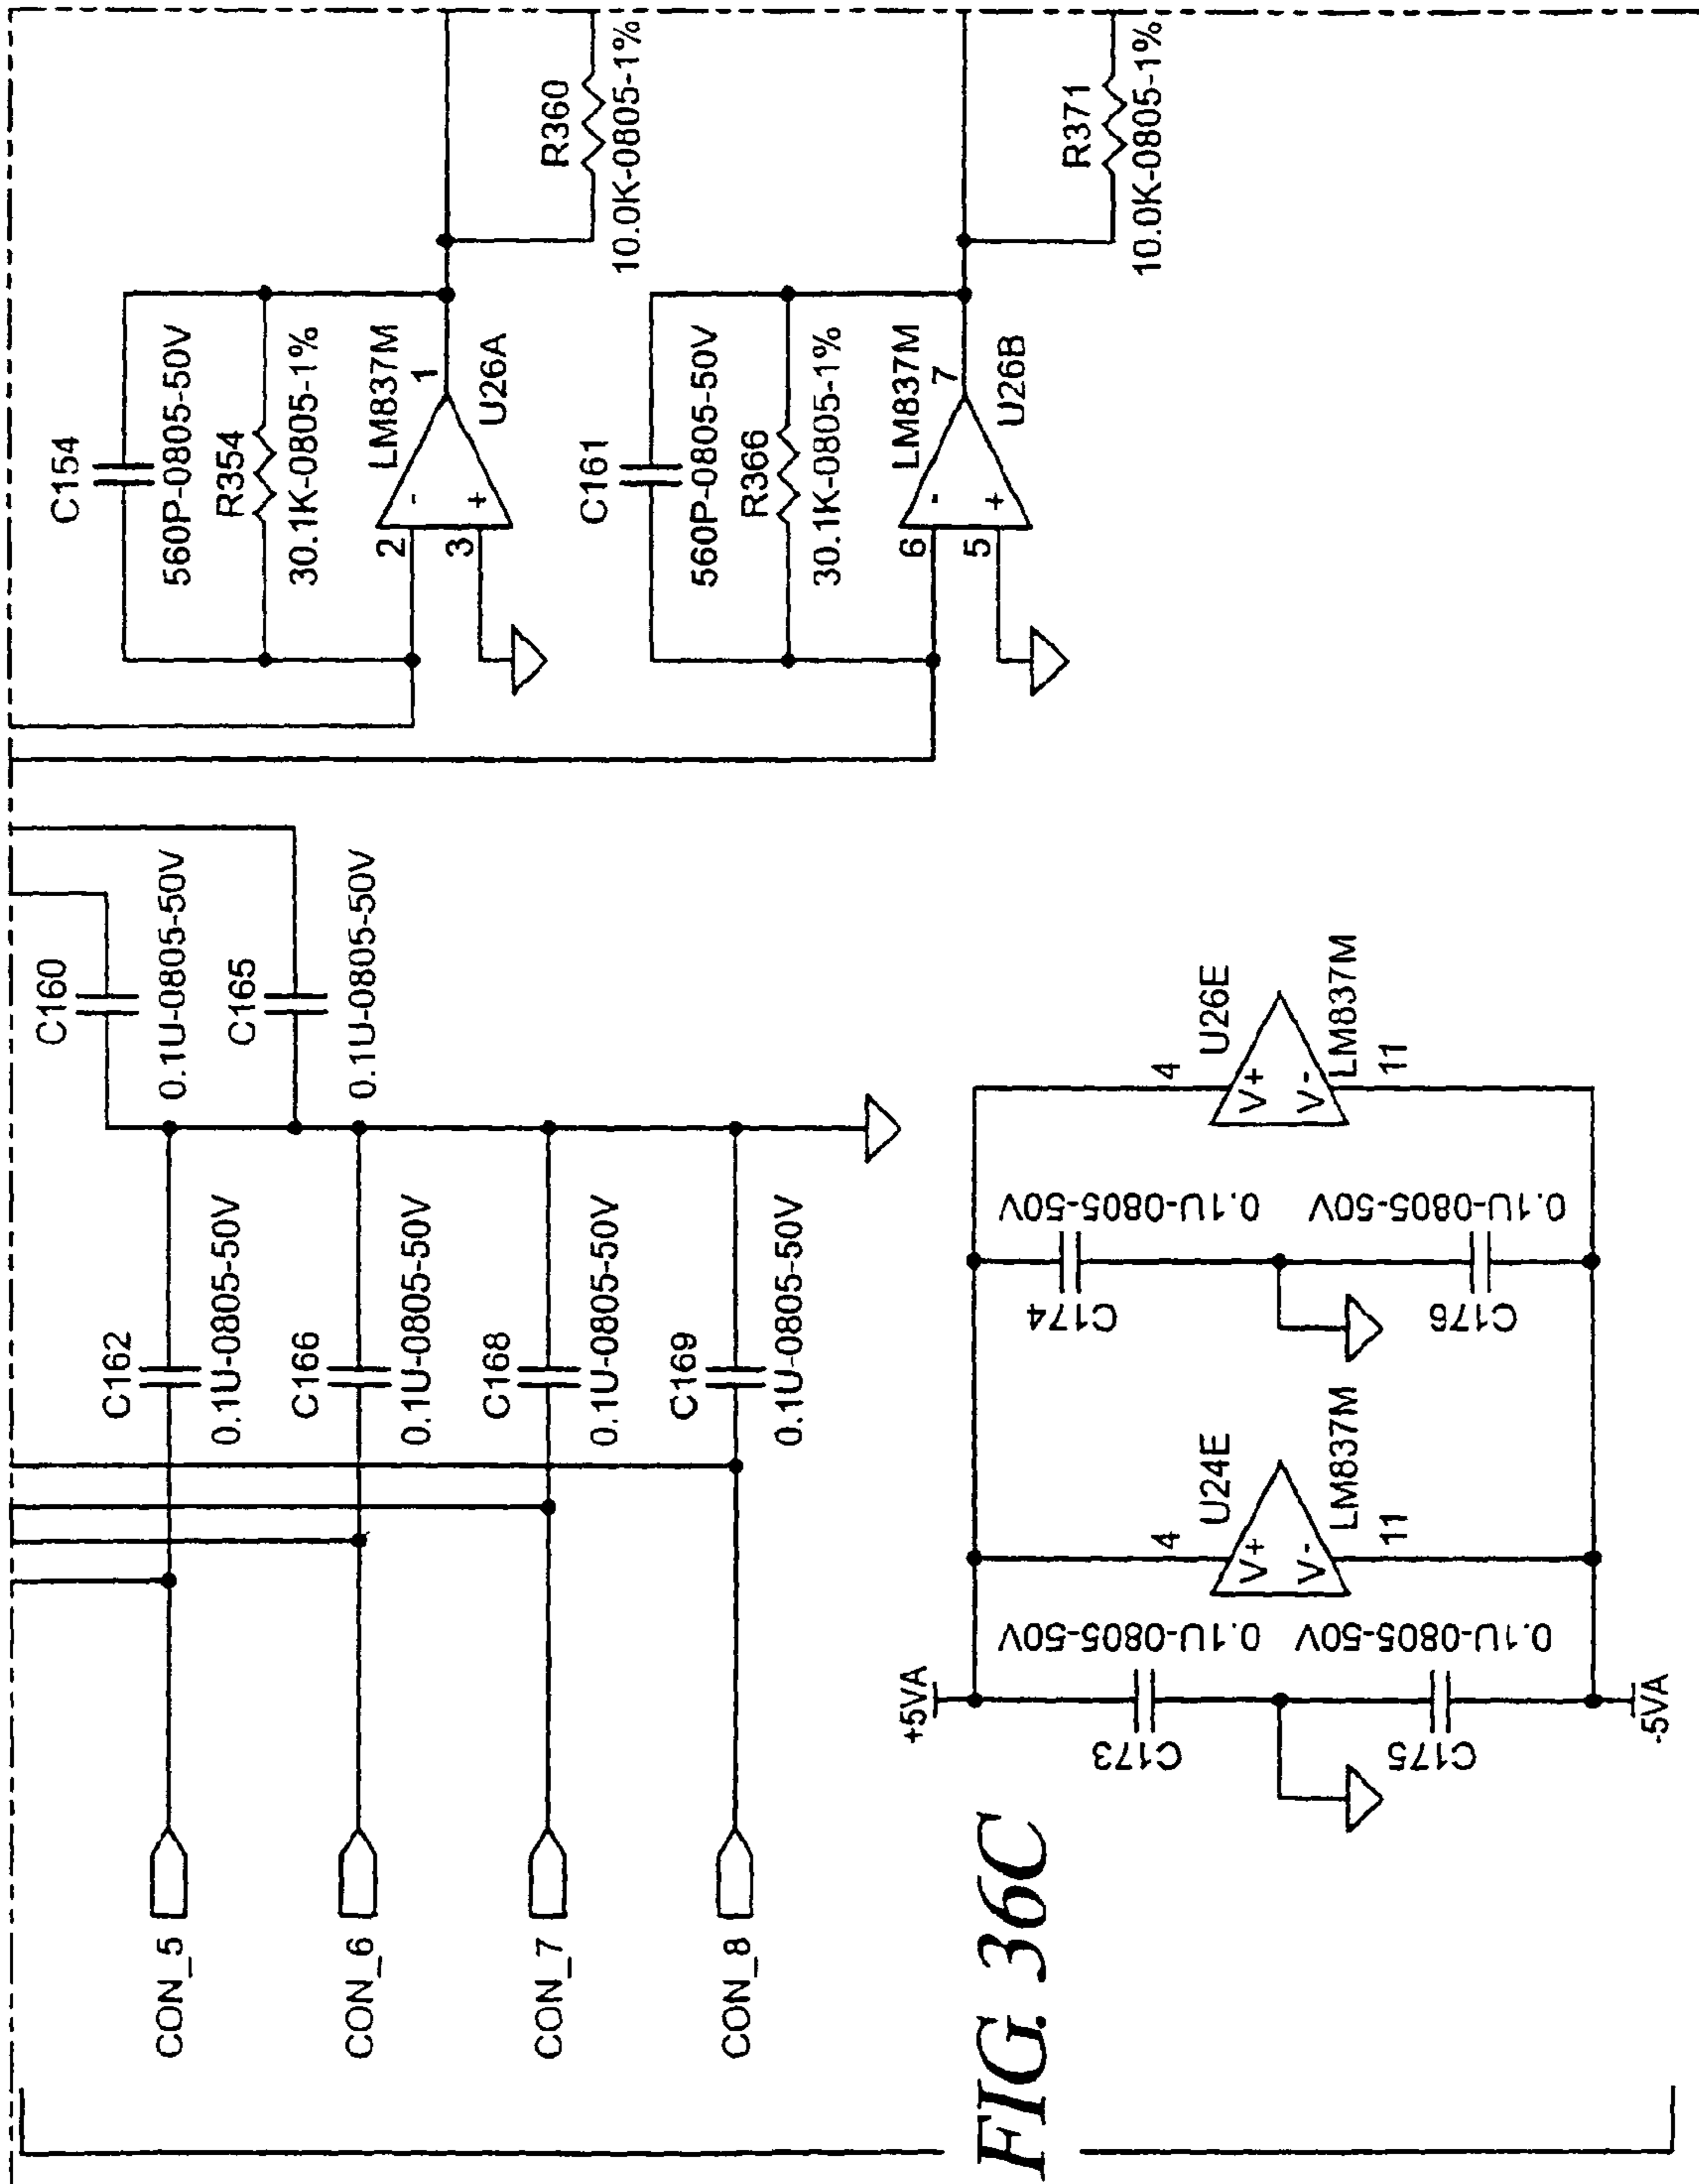 C154
560P-0805-50V
R354
30.1K-0805-1%
LM837M
2
3
-
+
1
U26A
R360
10.0K-0805-1%
C161
560P-0805-50V
R366
30.1K-0805-1%
LM837M
6
5
-
+
7
U26B
R371
10.0K-0805-1%
C160
0.1U-0805-50V
C165
0.1U-0805-50V
CON_5
C162
0.1U-0805-50V
CON_6
C166
0.1U-0805-50V
CON_7
C168
0.1U-0805-50V
CON_8
C169
0.1U-0805-50V
+5VA
C173
0.1U-0805-50V
C175
0.1U-0805-50V
-5VA
4
U24E
V+
V-
LM837M
11
C174
0.1U-0805-50V
C176
0.1U-0805-50V
4
U26E
V+
V-
LM837M
11
FIG. 36C